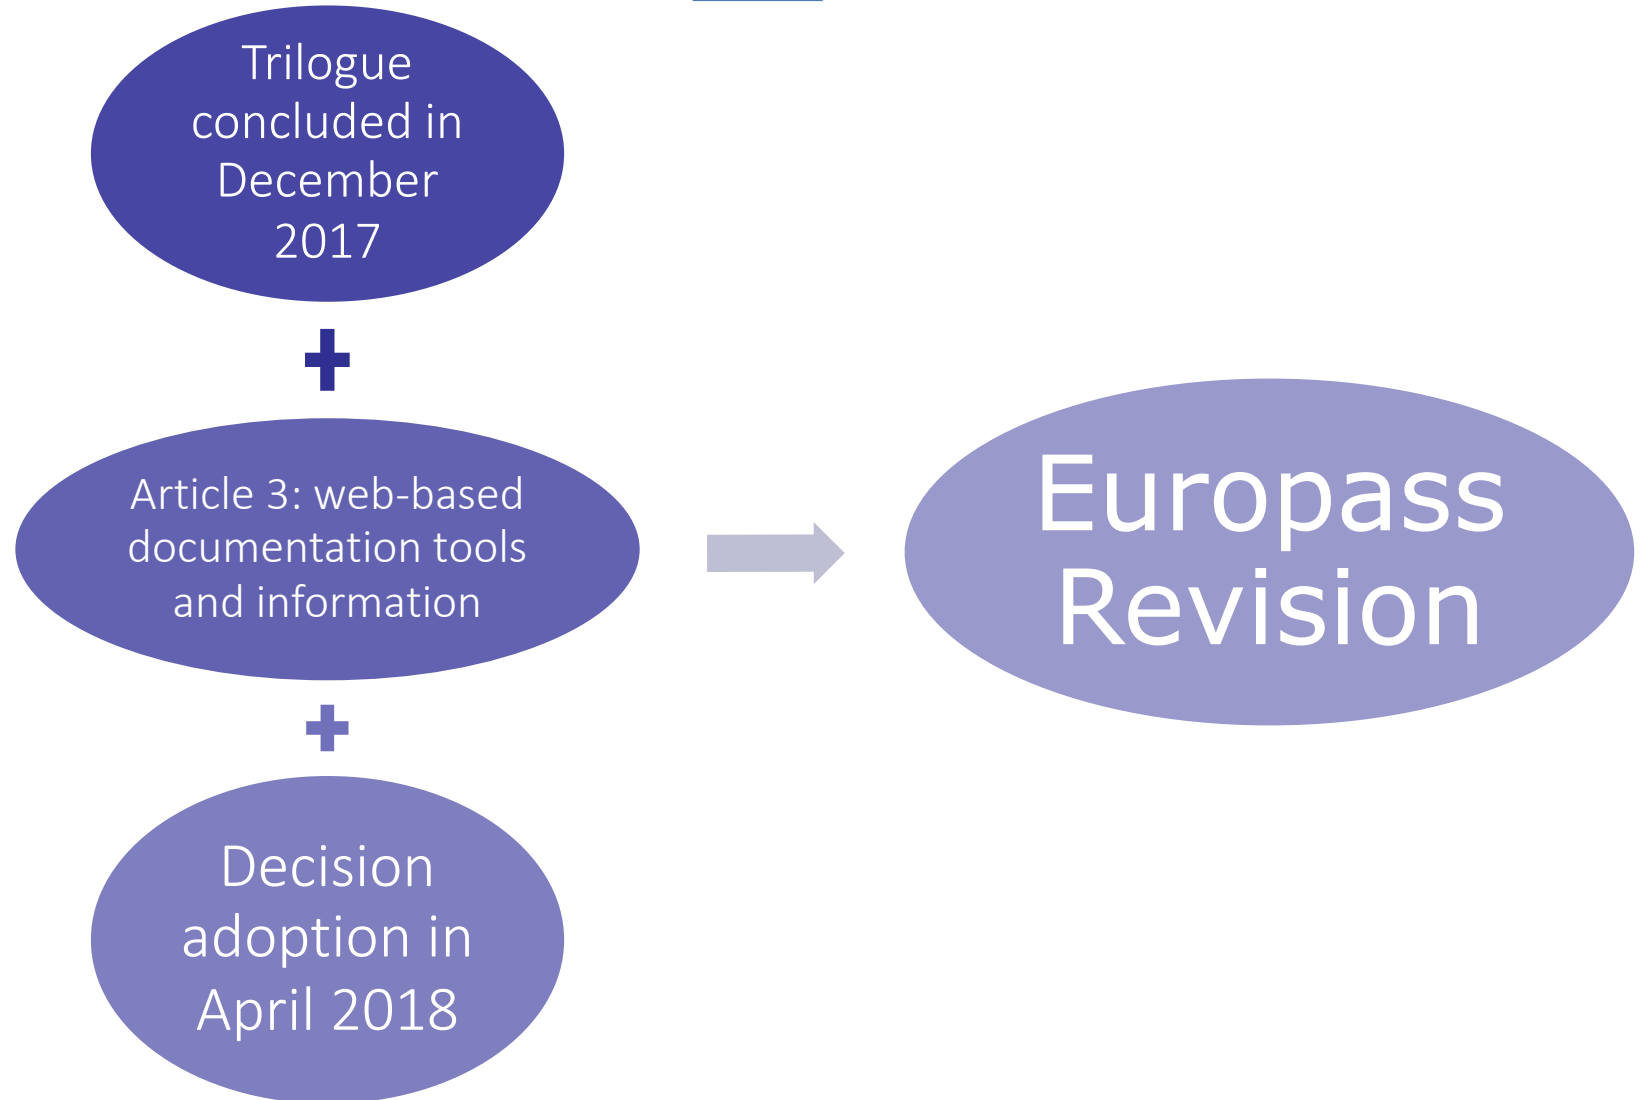 Trilogue
concluded in
December
2017
Article 3: web-based
documentation tools
and information
Decision
adoption in
April 2018
Europass
Revision